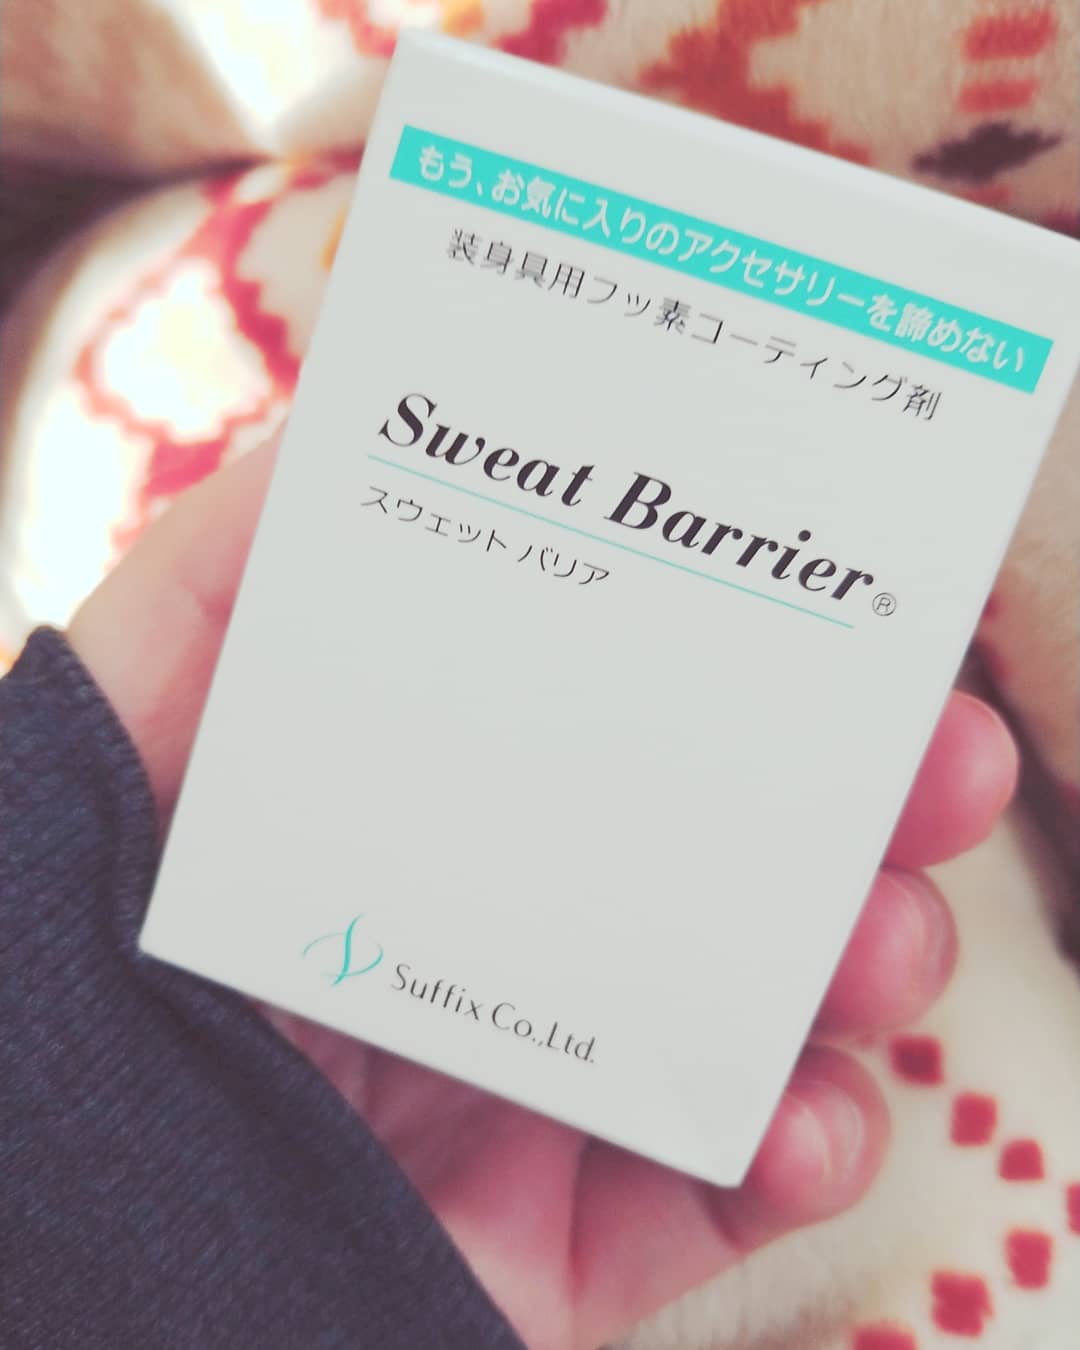 もう、お気に入りのアクセサリーを諦めない
装身具用フッ素コーティング剤
Sweat Barrier®
スウェット バリア
Suffix Co.,Ltd.